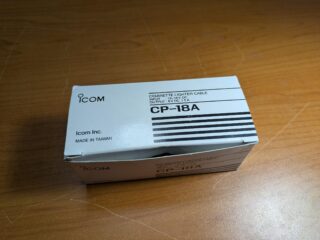 ICOM
CIGARETTE LIGHTER CABLE
CP-18A
Icom Inc.
MADE IN TAIWAN
ICOM
CP-18A